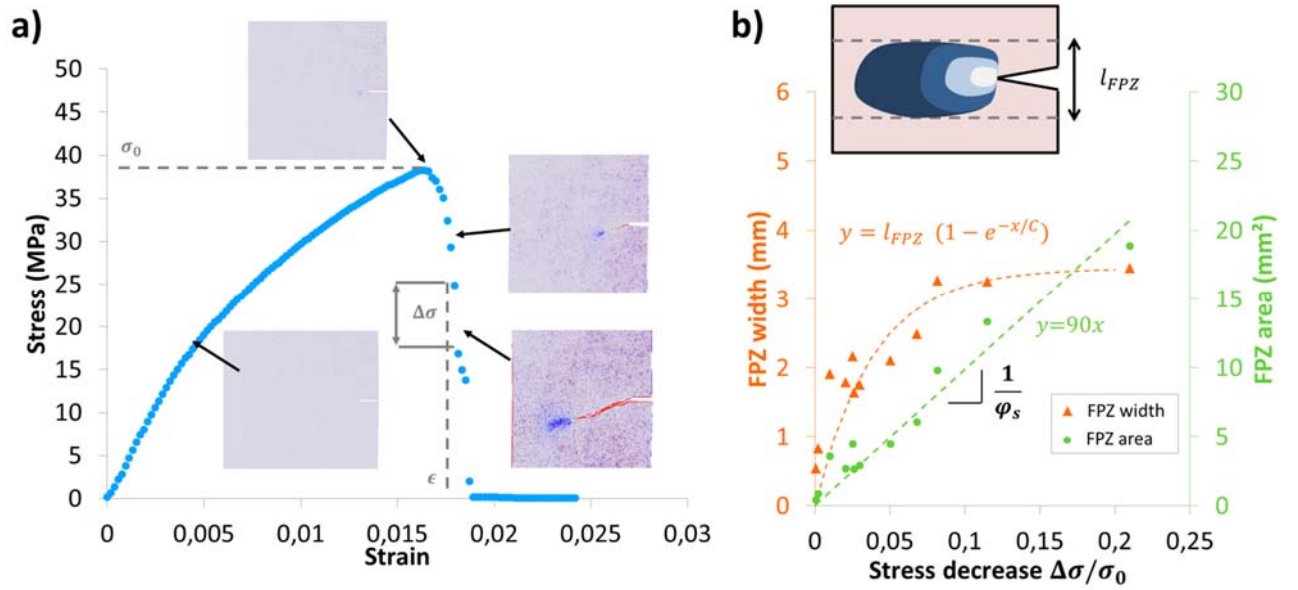 a)
50
45
40
35
30
25
20
15
10
5
0
Stress (MPa)
σ₀
Δσ
ϵ
0
0,005
0,01
0,015
0,02
0,025
0,03
Strain
b)
l_FPZ
6
5
4
3
2
1
0
FPZ width (mm)
y = l_FPZ (1 − e^{−x/C})
y=90x
1
φₛ
FPZ width
FPZ area
30
25
20
15
10
5
0
FPZ area (mm²)
0
0,05
0,1
0,15
0,2
0,25
Stress decrease Δσ/σ₀